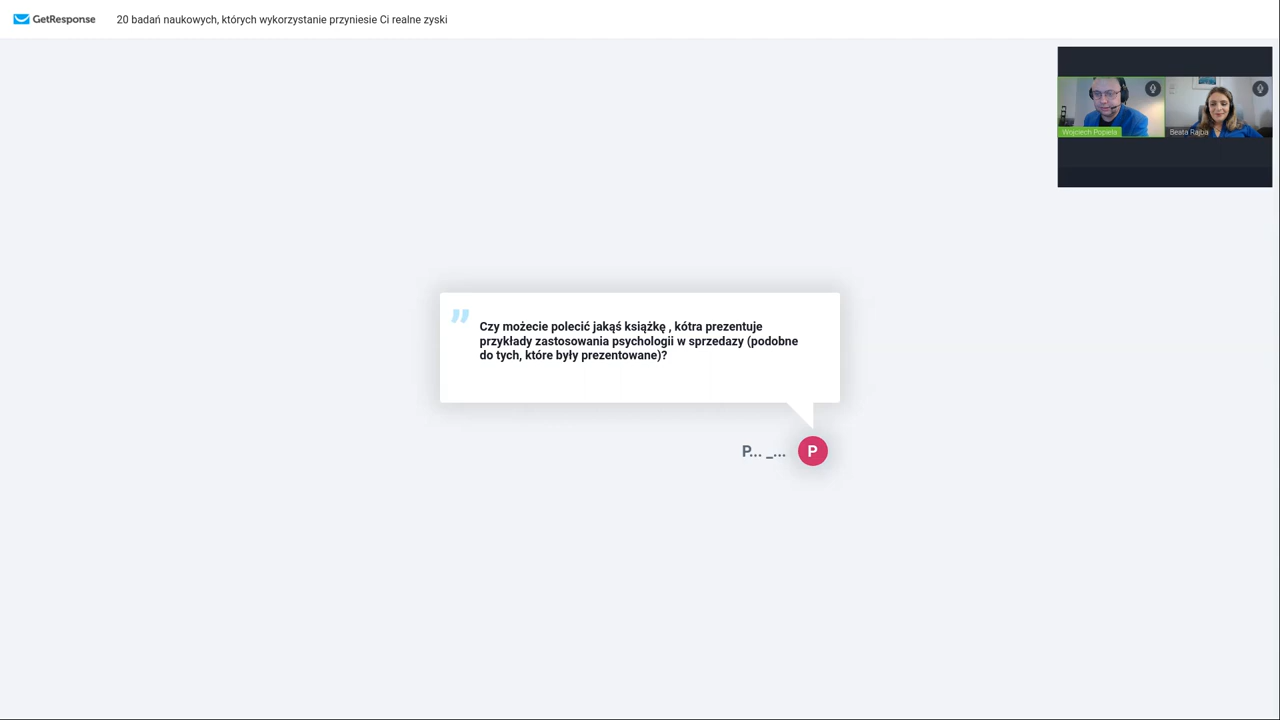 GetResponse
20 badań naukowych, których wykorzystanie przyniesie Ci realne zyski
Wojciech Popiela
Beata Rajba
Czy możecie polecić jakąś książkę , kótra prezentuje
przykłady zastosowania psychologii w sprzedazy (podobne
do tych, które były prezentowane)?
P... _...
P